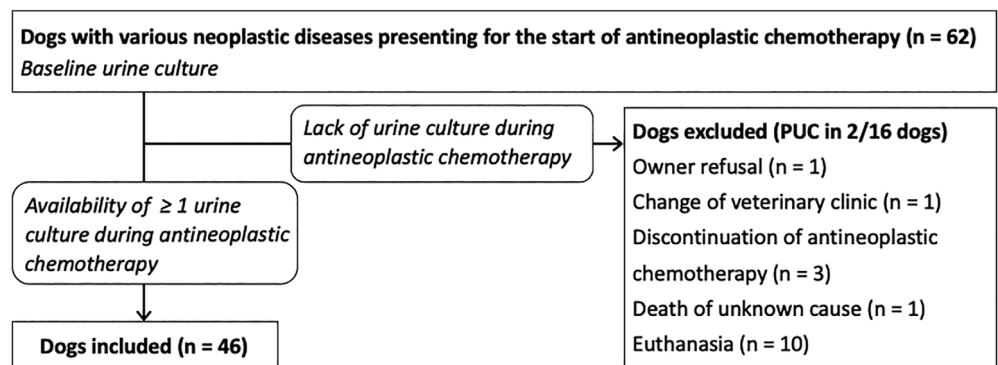 Dogs with various neoplastic diseases presenting for the start of antineoplastic chemotherapy (n = 62)
Baseline urine culture
Lack of urine culture during
antineoplastic chemotherapy
Dogs excluded (PUC in 2/16 dogs)
Owner refusal (n = 1)
Change of veterinary clinic (n = 1)
Discontinuation of antineoplastic
chemotherapy (n = 3)
Death of unknown cause (n = 1)
Euthanasia (n = 10)
Availability of ≥ 1 urine
culture during antineoplastic
chemotherapy
Dogs included (n = 46)